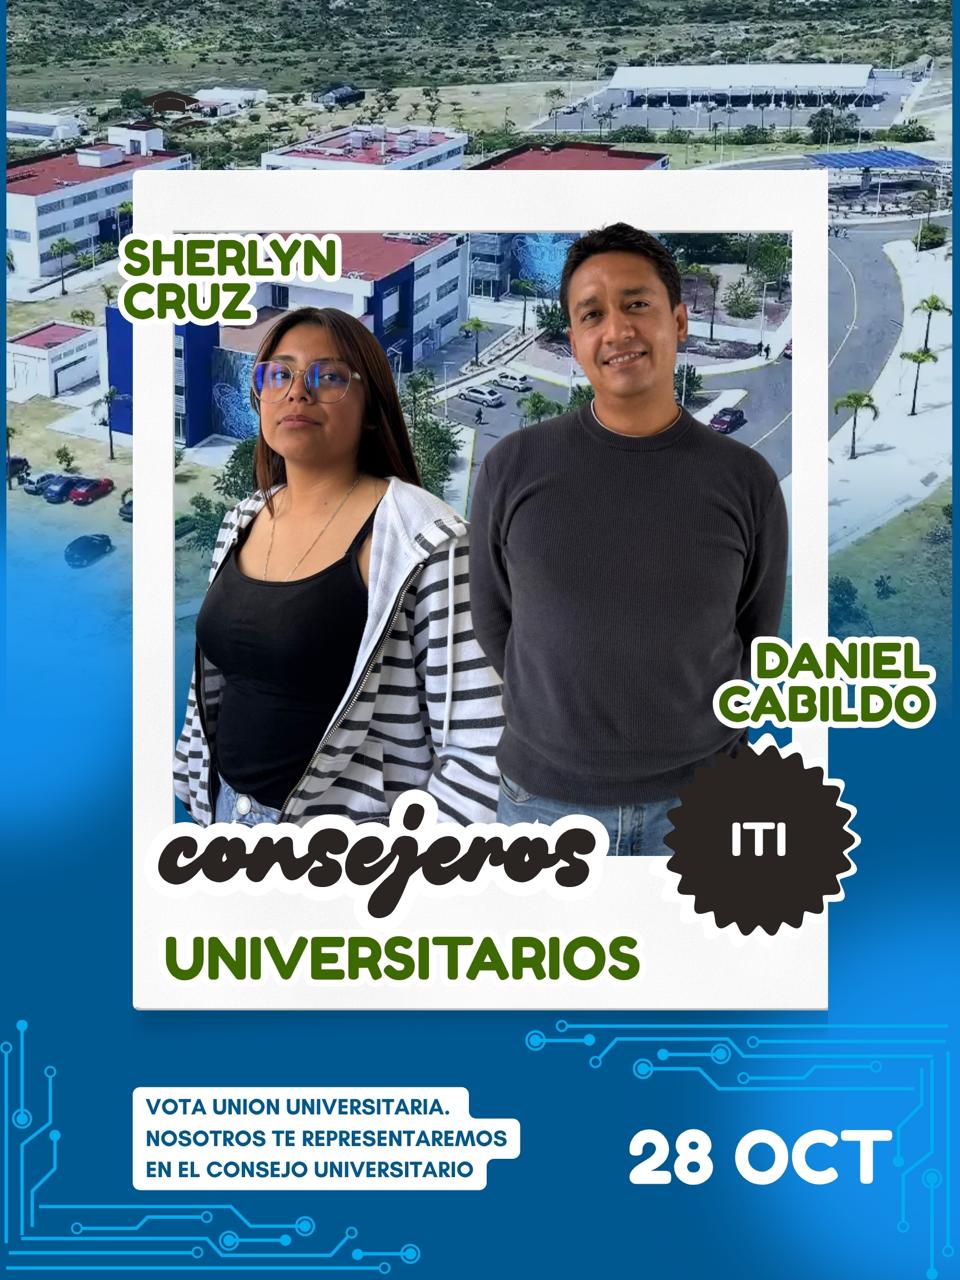 SHERLYN
CRUZ
DANIEL
CABILDO
ITI
consejeros
UNIVERSITARIOS
VOTA UNION UNIVERSITARIA.
NOSOTROS TE REPRESENTAREMOS
EN EL CONSEJO UNIVERSITARIO
28 OCT